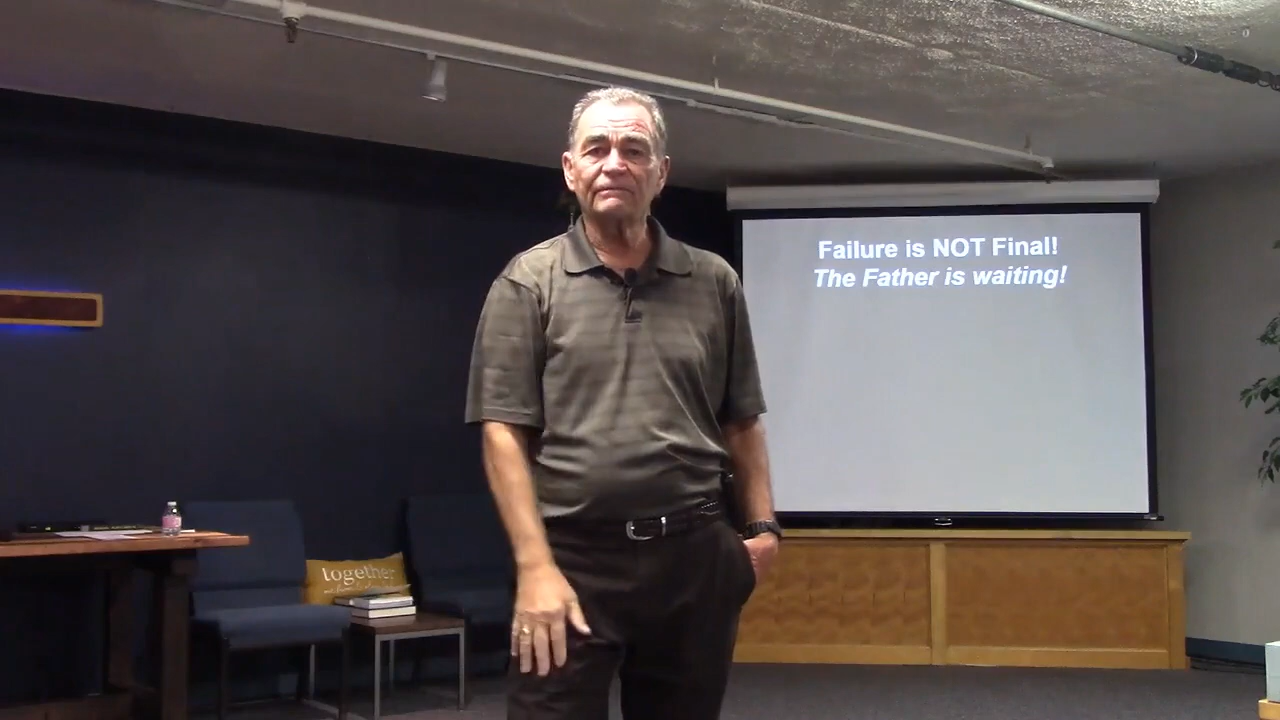 Failure is NOT Final!
The Father is waiting!
together